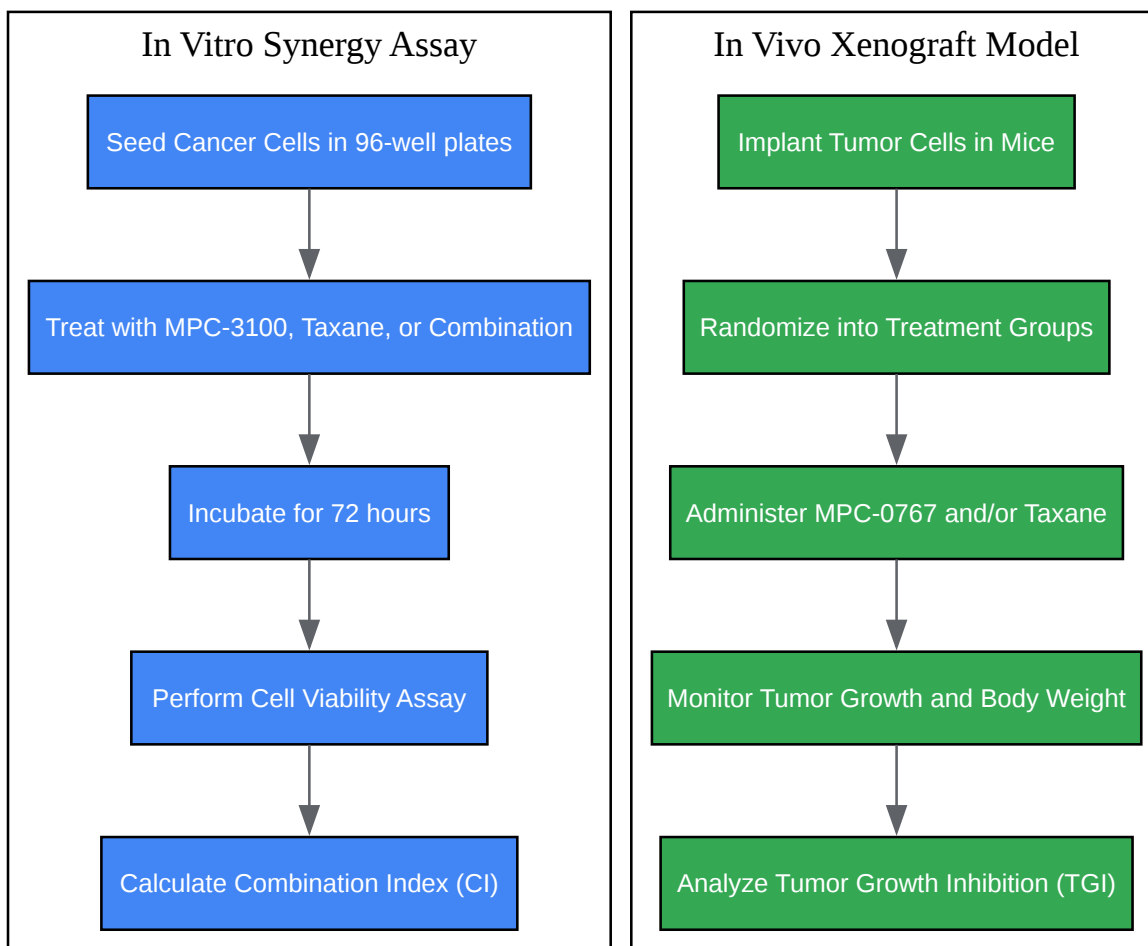 In Vitro Synergy Assay
Seed Cancer Cells in 96-well plates
Treat with MPC-3100, Taxane, or Combination
Incubate for 72 hours
Perform Cell Viability Assay
Calculate Combination Index (CI)
In Vivo Xenograft Model
Implant Tumor Cells in Mice
Randomize into Treatment Groups
Administer MPC-0767 and/or Taxane
Monitor Tumor Growth and Body Weight
Analyze Tumor Growth Inhibition (TGI)